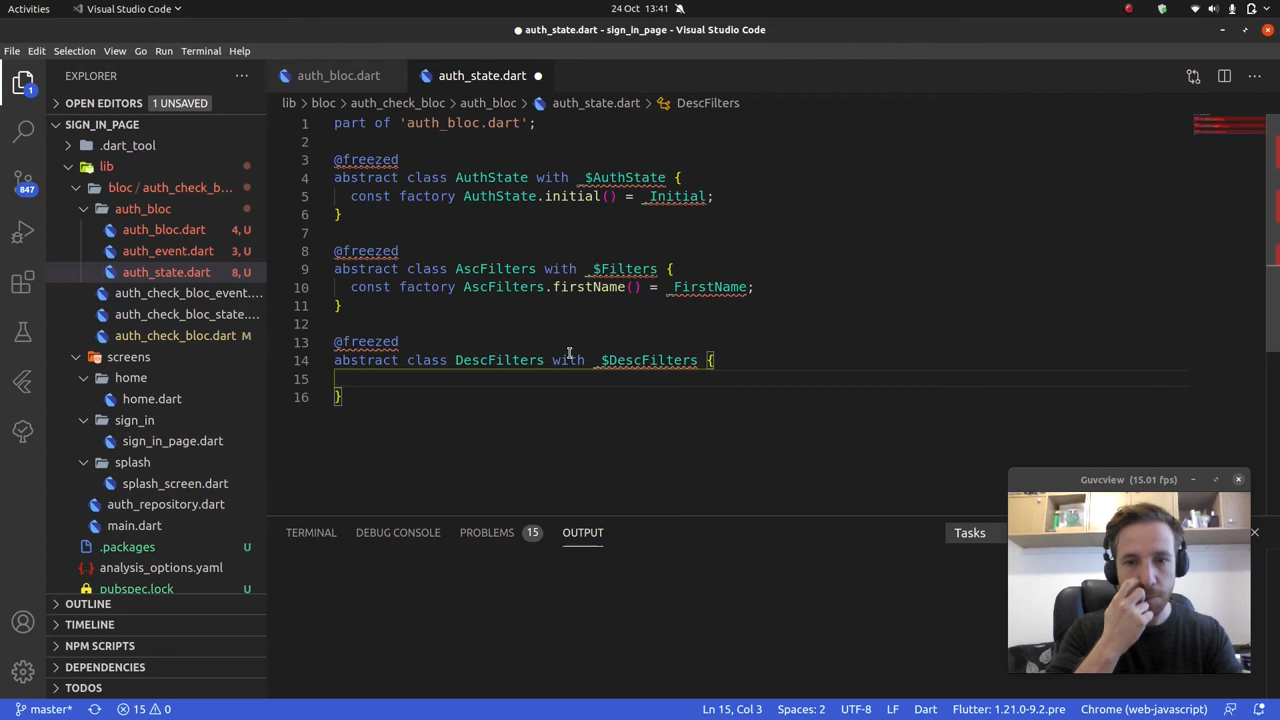 Activities
Visual Studio Code
24 Oct 13:41
auth_state.dart - sign_in_page - Visual Studio Code
File Edit Selection View Go Run Terminal Help
EXPLORER
auth_bloc.dart
auth_state.dart
OPEN EDITORS 1 UNSAVED
lib > bloc > auth_check_bloc > auth_bloc > auth_state.dart > DescFilters
SIGN_IN_PAGE
.dart_tool
lib
bloc / auth_check_b...
auth_bloc
auth_bloc.dart 4, U
auth_event.dart 3, U
auth_state.dart 8, U
auth_check_bloc_event....
auth_check_bloc_state....
auth_check_bloc.dart M
screens
home
home.dart
sign_in
sign_in_page.dart
splash
splash_screen.dart
auth_repository.dart
main.dart
.packages U
analysis_options.yaml
pubspec.lock U
OUTLINE
TIMELINE
NPM SCRIPTS
DEPENDENCIES
TODOS
1
847
1 part of 'auth_bloc.dart';
2
3 @freezed
4 abstract class AuthState with _$AuthState {
5 const factory AuthState.initial() = _Initial;
6 }
7
8 @freezed
9 abstract class AscFilters with _$Filters {
10 const factory AscFilters.firstName() = _FirstName;
11 }
12
13 @freezed
14 abstract class DescFilters with _$DescFilters {
15
16 }
TERMINAL DEBUG CONSOLE PROBLEMS 15 OUTPUT
Tasks
Guvcview (15.01 fps)
master* 15 0 Ln 15, Col 3 Spaces: 2 UTF-8 LF Dart Flutter: 1.21.0-9.2.pre Chrome (web-javascript)